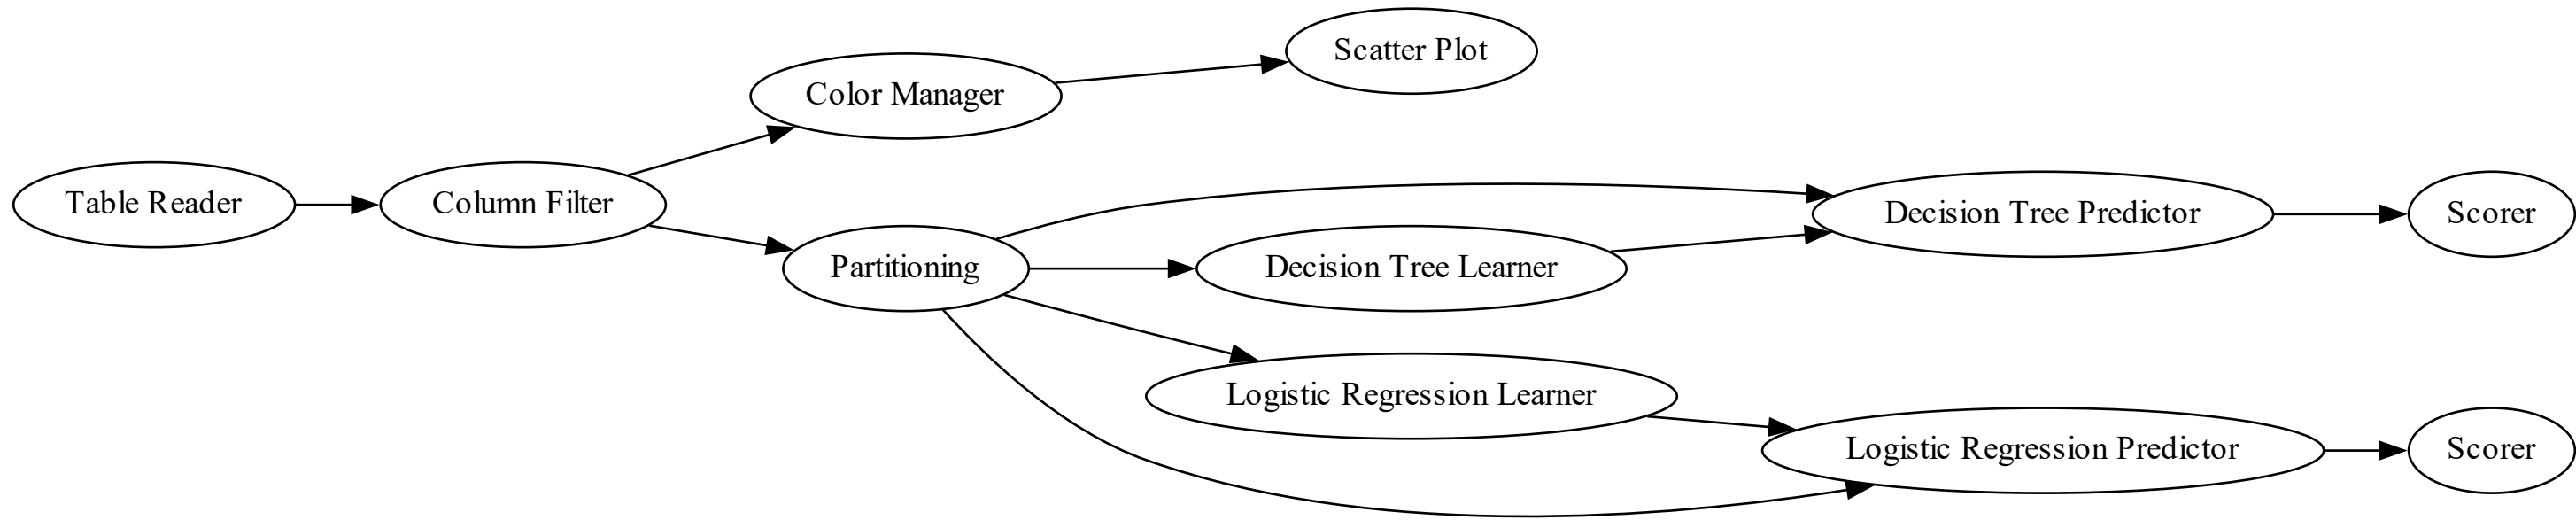 Scatter Plot
Color Manager
Table Reader
Column Filter
Decision Tree Predictor
Scorer
Partitioning
Decision Tree Learner
Logistic Regression Learner
Logistic Regression Predictor
Scorer